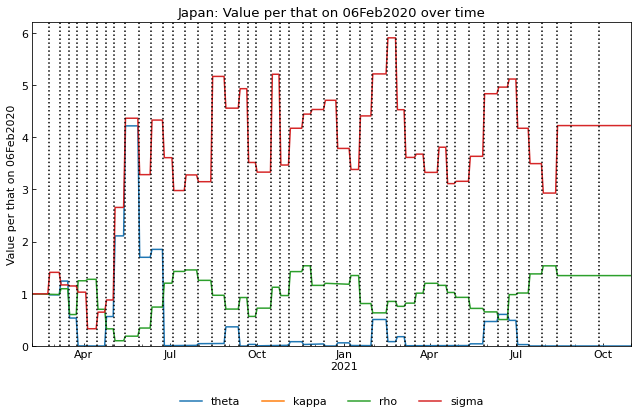 Japan: Value per that on 06Feb2020 over time
Value per that on 06Feb2020
6
5
4
3
2
1
0
Apr Jul Oct Jan Apr Jul Oct
2021
theta kappa rho sigma